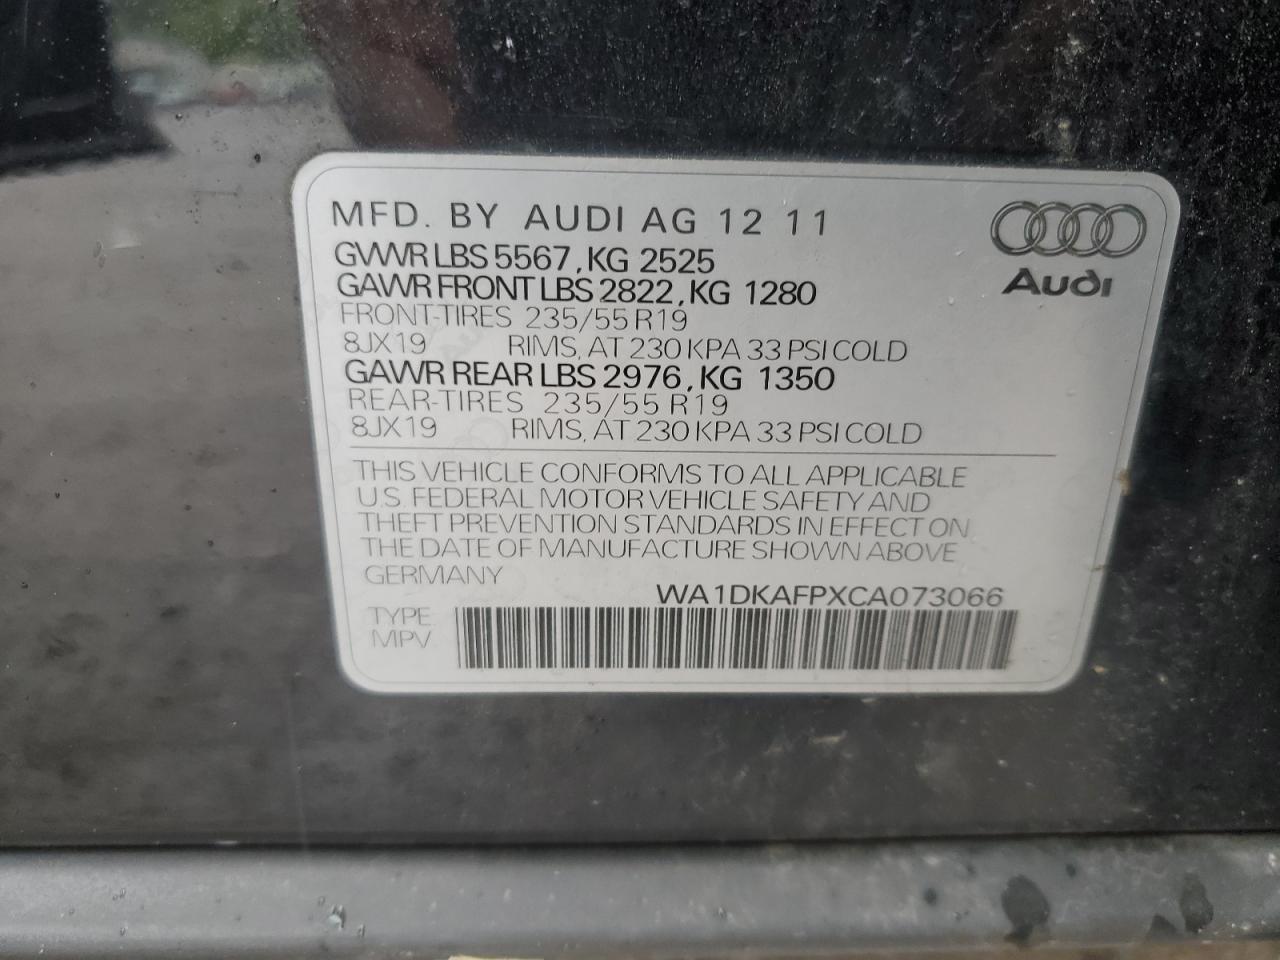 MFD. BY AUDI AG 12 11
Audi
GVWR LBS 5567, KG 2525
GAWR FRONT LBS 2822, KG 1280
FRONT-TIRES 235/55 R19
8JX19 RIMS, AT 230 KPA 33 PSI COLD
GAWR REAR LBS 2976, KG 1350
REAR-TIRES 235/55 R19
8JX19 RIMS, AT 230 KPA 33 PSI COLD
THIS VEHICLE CONFORMS TO ALL APPLICABLE
U.S. FEDERAL MOTOR VEHICLE SAFETY AND
THEFT PREVENTION STANDARDS IN EFFECT ON
THE DATE OF MANUFACTURE SHOWN ABOVE
GERMANY
WA1DKAFPXCA073066
TYPE
MPV